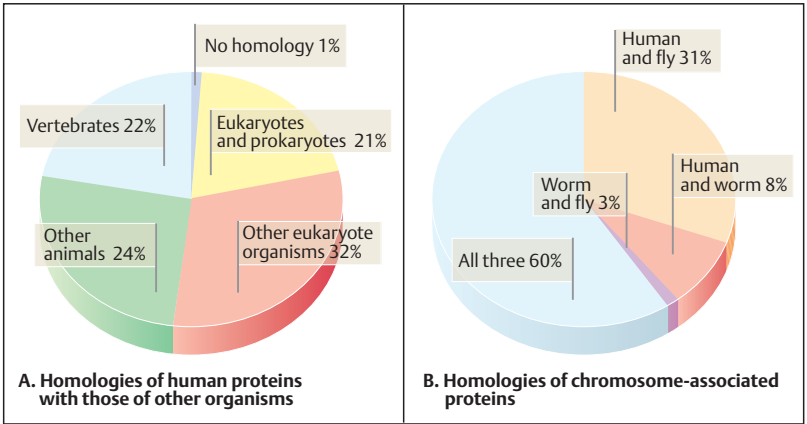 No homology 1%
Vertebrates 22%
Eukaryotes
and prokaryotes 21%
Other
animals 24%
Other eukaryote
organisms 32%
A. Homologies of human proteins
with those of other organisms
Human
and fly 31%
Worm
and fly 3%
Human
and worm 8%
All three 60%
B. Homologies of chromosome-associated
proteins